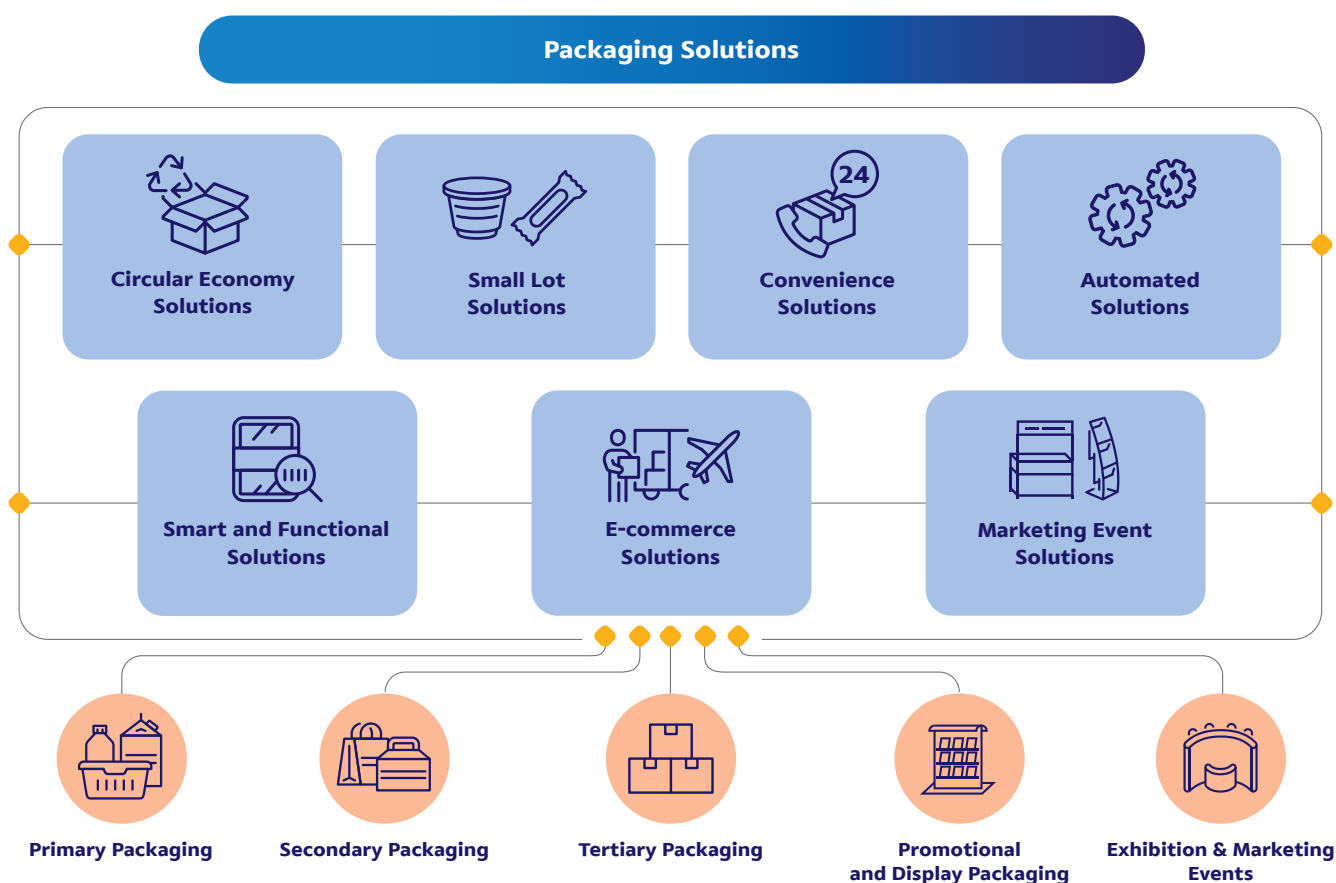 Packaging Solutions
24
Circular Economy
Solutions
Small Lot
Solutions
Convenience
Solutions
Automated
Solutions
Smart and Functional
Solutions
E-commerce
Solutions
Marketing Event
Solutions
Primary Packaging
Secondary Packaging
Tertiary Packaging
Promotional
and Display Packaging
Exhibition & Marketing
Events